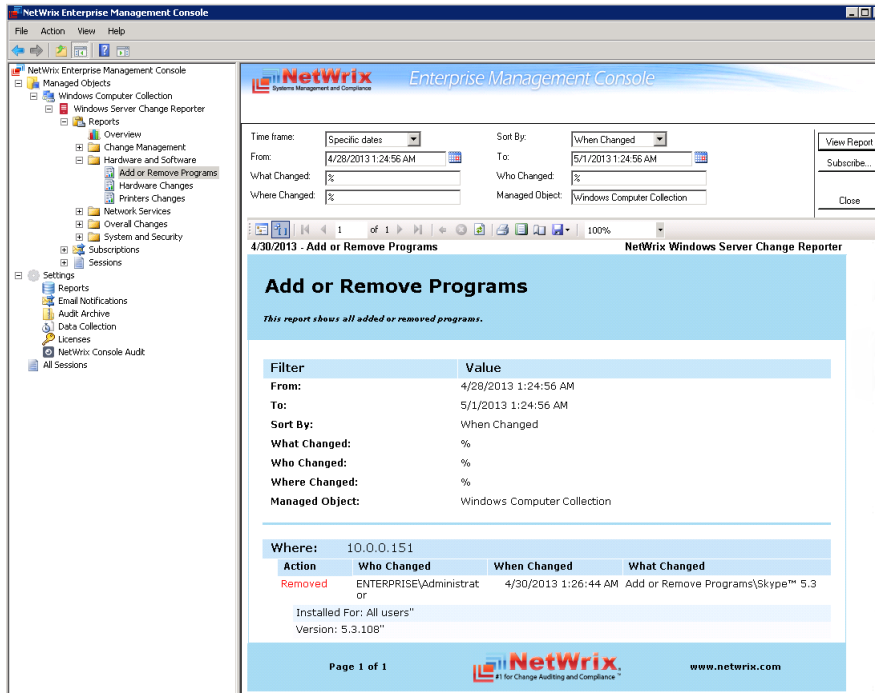 NetWrix Enterprise Management Console
File Action View Help
NetWrix Enterprise Management Console
Managed Objects
Windows Computer Collection
Windows Server Change Reporter
Reports
Overview
Change Management
Hardware and Software
Add or Remove Programs
Hardware Changes
Printers Changes
Network Services
Overall Changes
System and Security
Subscriptions
Sessions
Settings
Reports
Email Notifications
Audit Archive
Data Collection
Licenses
NetWrix Console Audit
All Sessions
NetWrix
Systems Management and Compliance
Enterprise Management Console
Time frame: Specific dates Sort By: When Changed
View Report
From: 4/28/2013 1:24:56 AM To: 5/1/2013 1:24:56 AM
Subscribe...
What Changed: % Who Changed: %
Where Changed: % Managed Object: Windows Computer Collection
Close
1 of 1 100%
4/30/2013 - Add or Remove Programs NetWrix Windows Server Change Reporter
Add or Remove Programs
This report shows all added or removed programs.
Filter Value
From: 4/28/2013 1:24:56 AM
To: 5/1/2013 1:24:56 AM
Sort By: When Changed
What Changed: %
Who Changed: %
Where Changed: %
Managed Object: Windows Computer Collection
Where: 10.0.0.151
Action Who Changed When Changed What Changed
Removed ENTERPRISE\Administrat 4/30/2013 1:26:44 AM Add or Remove Programs\Skype™ 5.3
or
Installed For: All users"
Version: 5.3.108"
Page 1 of 1
NetWrix
#1 for Change Auditing and Compliance™
www.netwrix.com